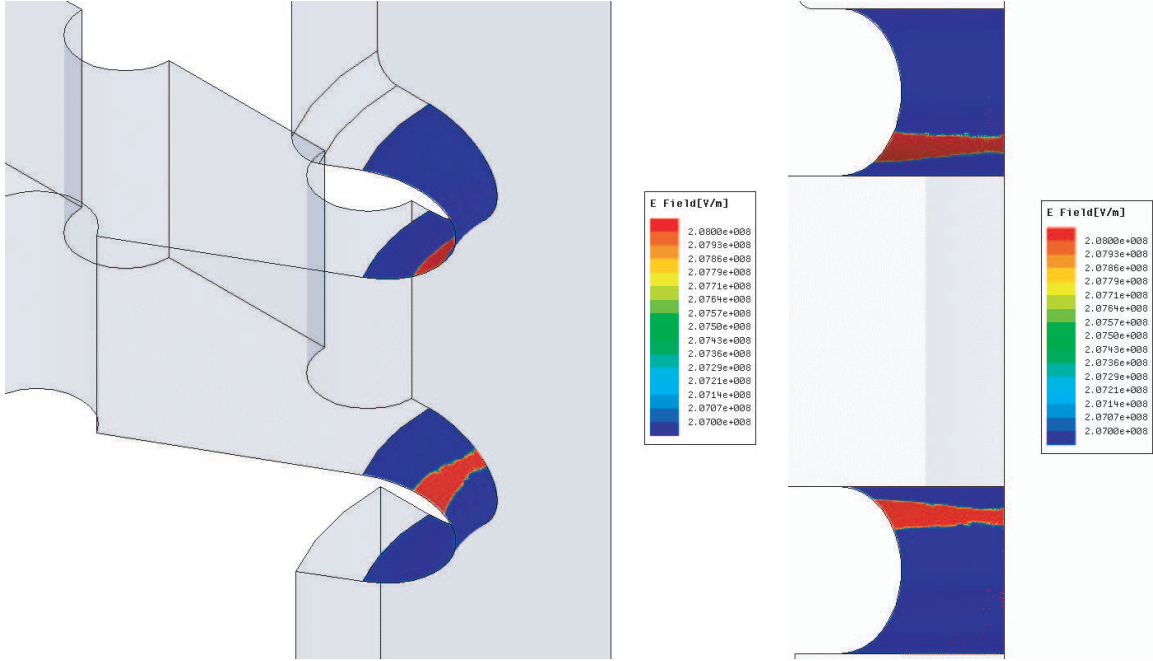 E Field[V/m]
2.0800e+008
2.0793e+008
2.0786e+008
2.0779e+008
2.0771e+008
2.0764e+008
2.0757e+008
2.0750e+008
2.0743e+008
2.0736e+008
2.0729e+008
2.0721e+008
2.0714e+008
2.0707e+008
2.0700e+008
E Field[V/m]
2.0800e+008
2.0793e+008
2.0786e+008
2.0779e+008
2.0771e+008
2.0764e+008
2.0757e+008
2.0750e+008
2.0743e+008
2.0736e+008
2.0729e+008
2.0721e+008
2.0714e+008
2.0707e+008
2.0700e+008